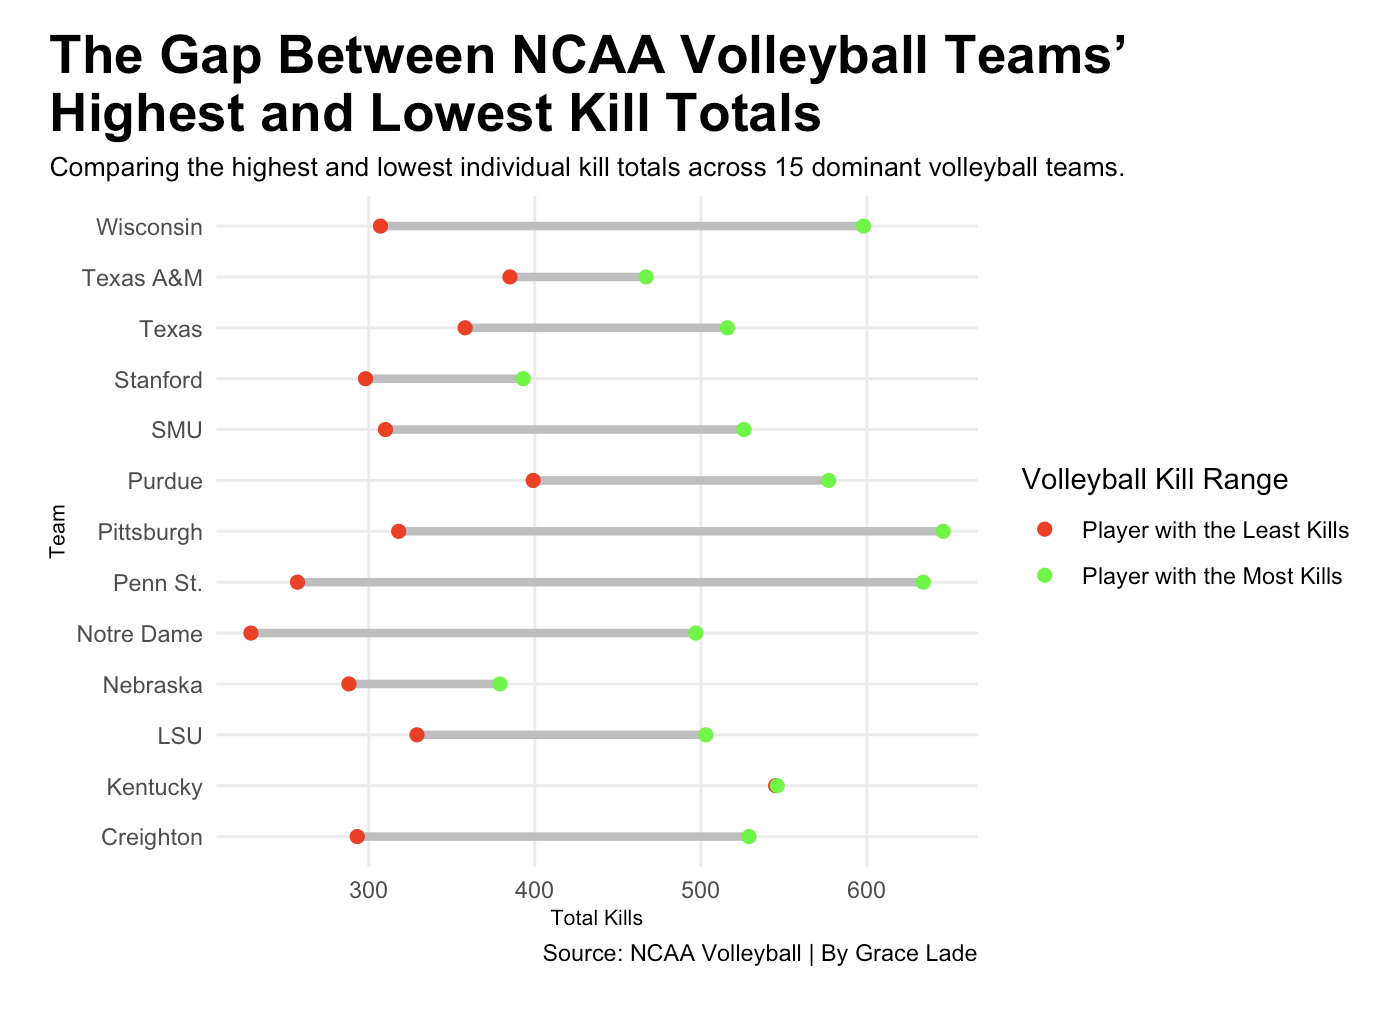 The Gap Between NCAA Volleyball Teams’
Highest and Lowest Kill Totals
Comparing the highest and lowest individual kill totals across 15 dominant volleyball teams.
Wisconsin
Texas A&M
Texas
Stanford
SMU
Purdue
Pittsburgh
Penn St.
Notre Dame
Nebraska
LSU
Kentucky
Creighton
Team
300 400 500 600
Total Kills
Volleyball Kill Range
Player with the Least Kills
Player with the Most Kills
Source: NCAA Volleyball | By Grace Lade